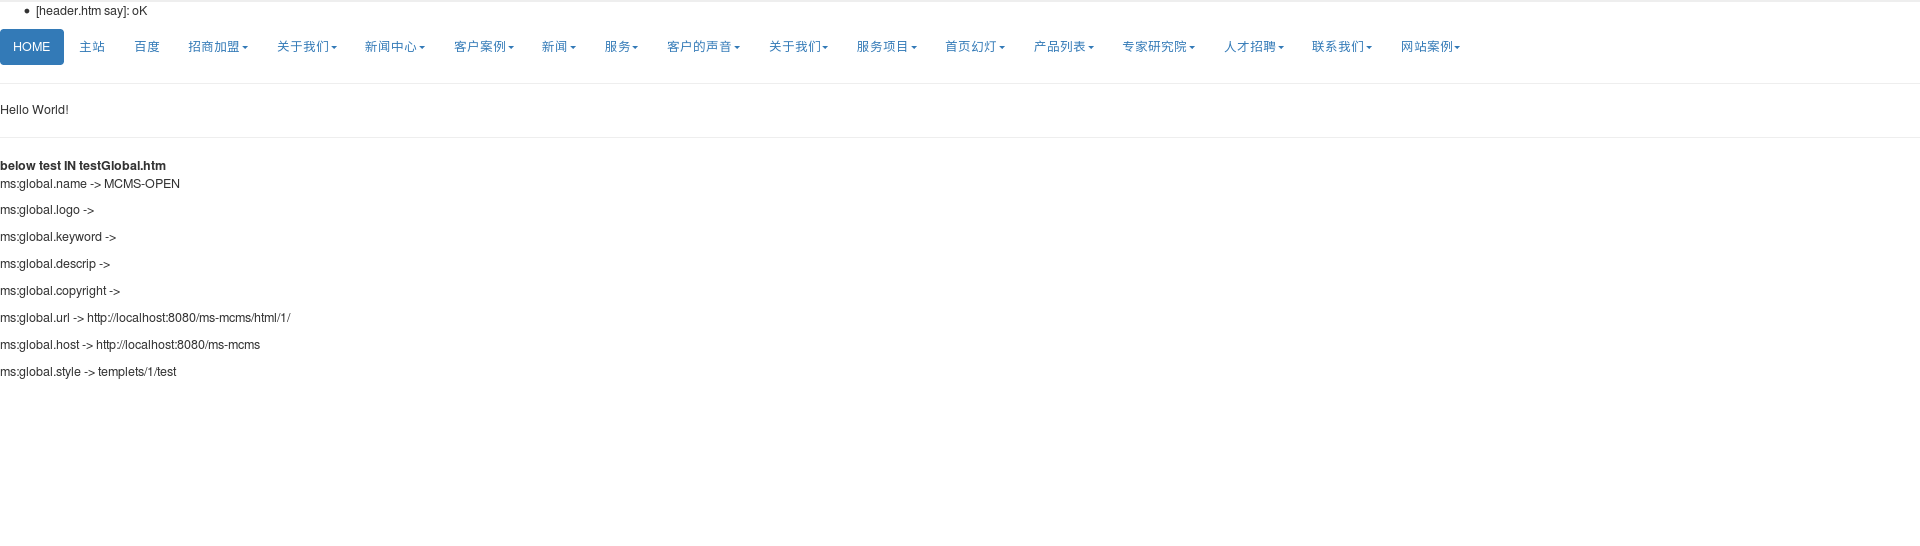 [header.htm say]: oK
HOME 主站 百度 招商加盟 关于我们 新闻中心 客户案例 新闻 服务 客户的声音 关于我们 服务项目 首页幻灯 产品列表 专家研究院 人才招聘 联系我们 网站案例
Hello World!
below test IN testGlobal.htm
ms:global.name -> MCMS-OPEN
ms:global.logo ->
ms:global.keyword ->
ms:global.descrip ->
ms:global.copyright ->
ms:global.url -> http://localhost:8080/ms-mcms/html/1/
ms:global.host -> http://localhost:8080/ms-mcms
ms:global.style -> templets/1/test